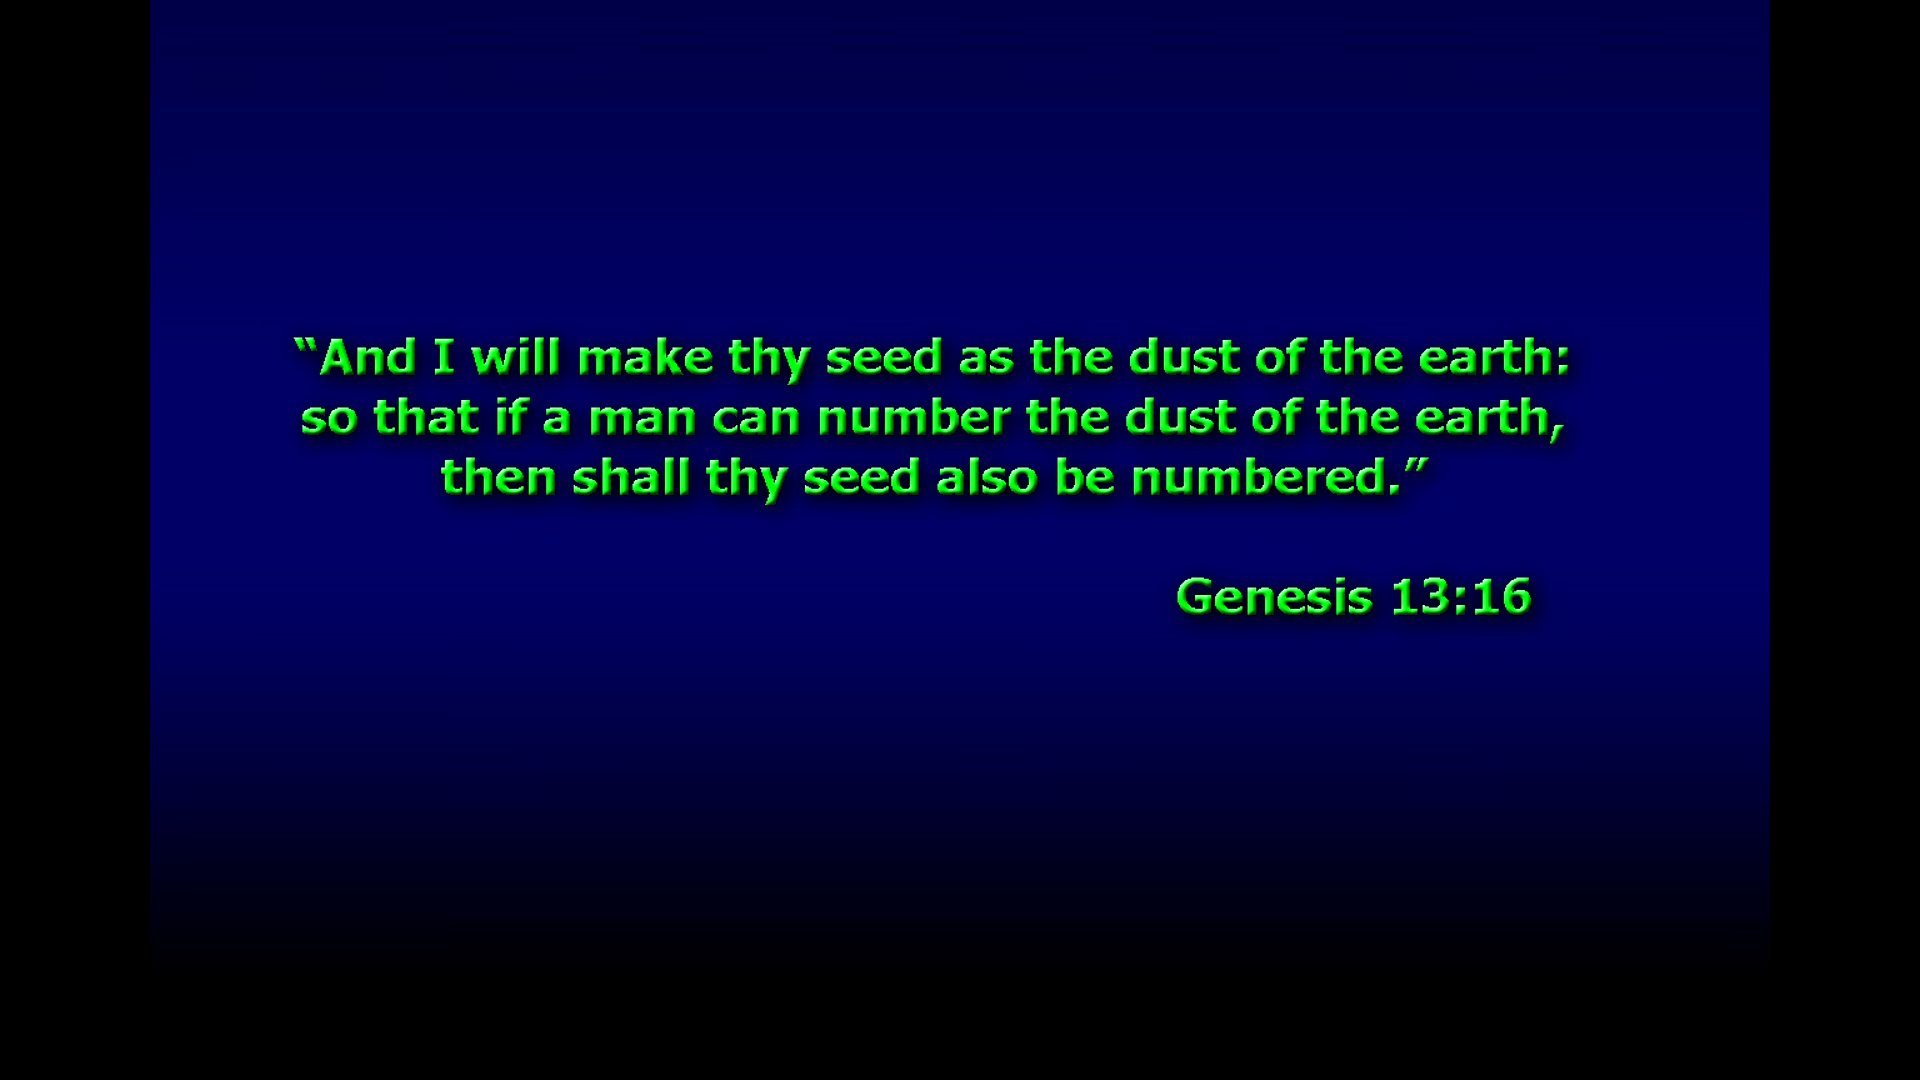 “And I will make thy seed as the dust of the earth:
so that if a man can number the dust of the earth,
then shall thy seed also be numbered.”
Genesis 13:16